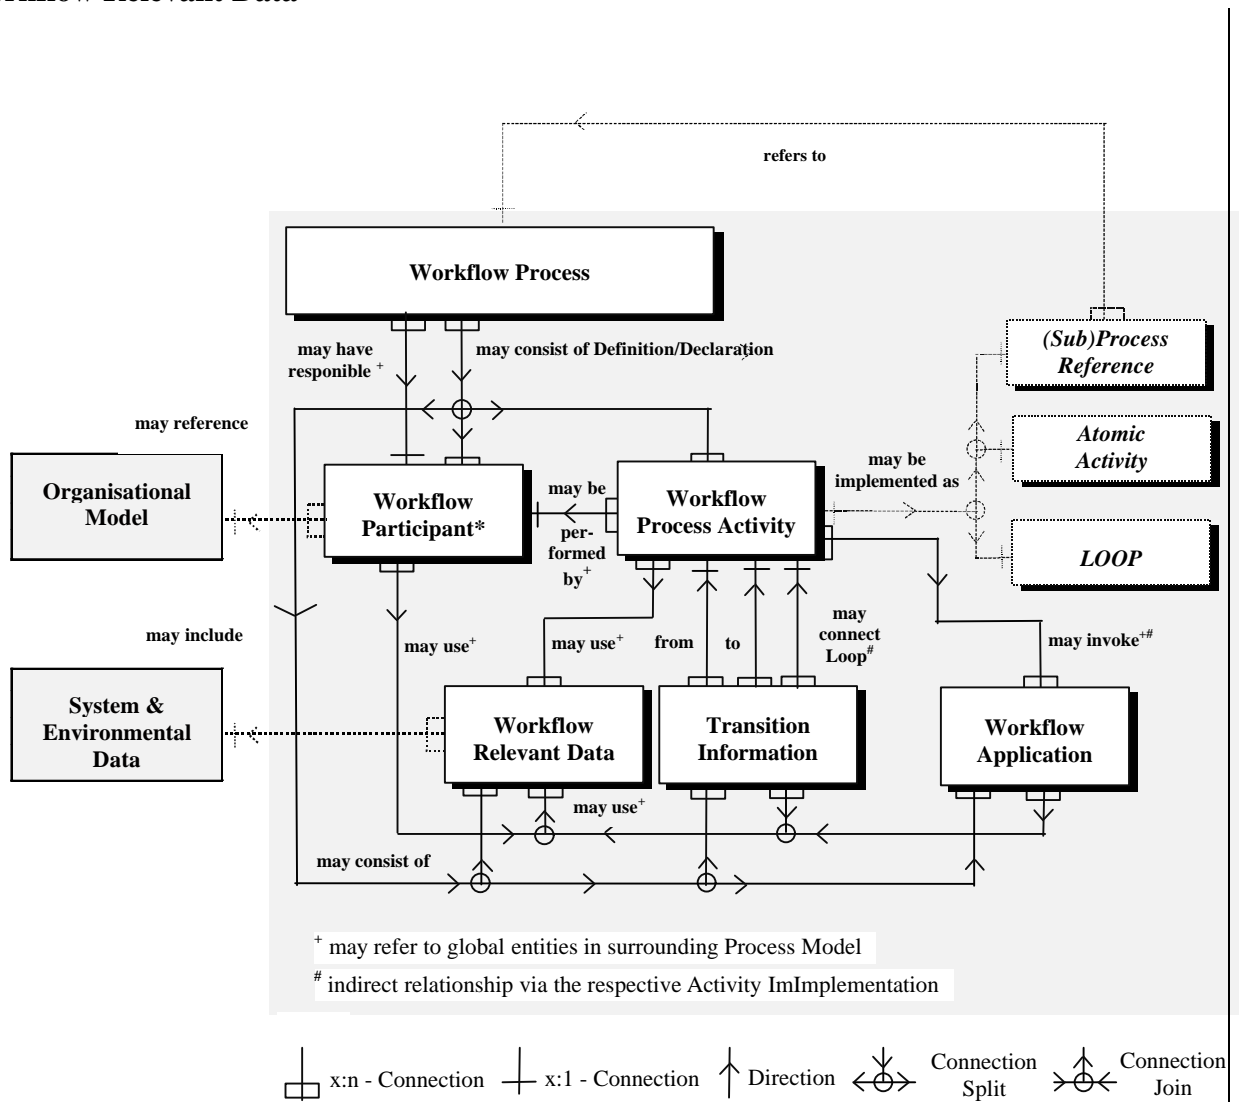 Relevant Data
refers to
Workflow Process
may have
responible +
may consist of Definition/Declaration
(Sub)Process
Reference
may reference
Atomic
Activity
may be
implemented as
Organisational
Model
Workflow
Participant*
may be
per-
formed
by+
Workflow
Process Activity
LOOP
may include
may use+
may use+
from
to
may
connect
Loop#
may invoke+#
System &
Environmental
Data
Workflow
Relevant Data
Transition
Information
Workflow
Application
may use+
may consist of
+ may refer to global entities in surrounding Process Model
# indirect relationship via the respective Activity ImImplementation
x:n - Connection
x:1 - Connection
Direction
Connection
Split
Connection
Join